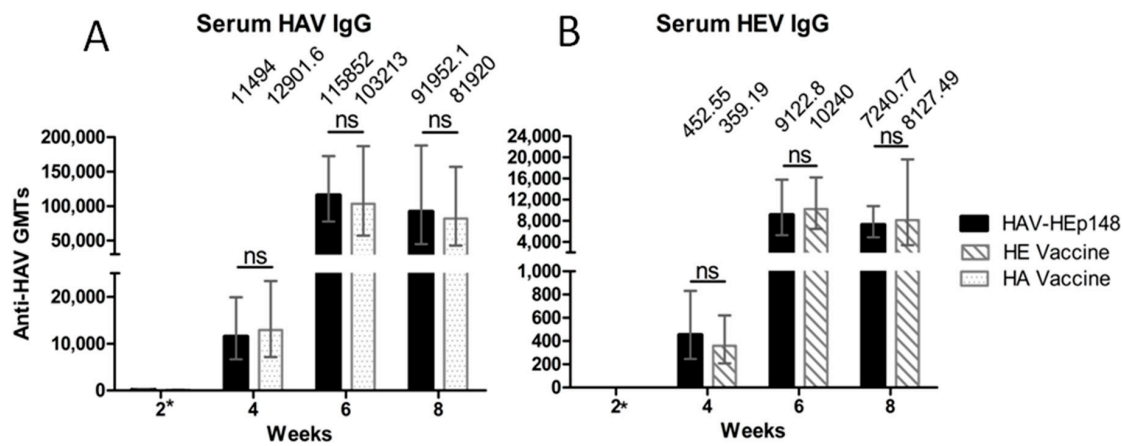 A
Serum HAV IgG
11494
12901.6
115852
103213
91952.1
81920
ns
ns
ns
200,000
150,000
100,000
50,000
20,000
10,000
0
Anti-HAV GMTs
2*
4
6
8
Weeks
B
Serum HEV IgG
452.55
359.19
9122.8
10240
7240.77
8127.49
ns
ns
ns
24,000
20,000
16,000
12,000
8,000
4,000
1,000
800
600
400
200
0
2*
4
6
8
Weeks
HAV-HEp148
HE Vaccine
HA Vaccine